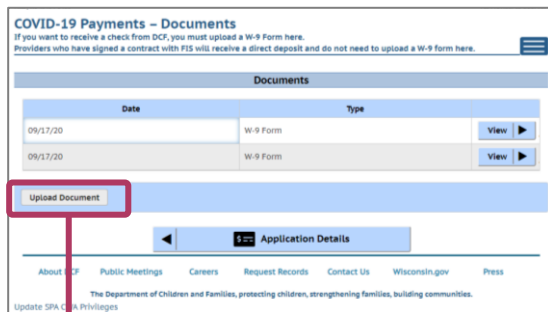 COVID-19 Payments – Documents
If you want to receive a check from DCF, you must upload a W-9 Form here.
Providers who have signed a contract with FIS will receive a direct deposit and do not need to upload a W-9 form here.
Documents
Date Type
09/17/20 W-9 Form View
09/17/20 W-9 Form View
Upload Document
Application Details
About Public Meetings Careers Request Records Contact Us Wisconsin.gov Press
The Department of Children and Families, protecting children, strengthening families, building communities.
Update SPA Privileges